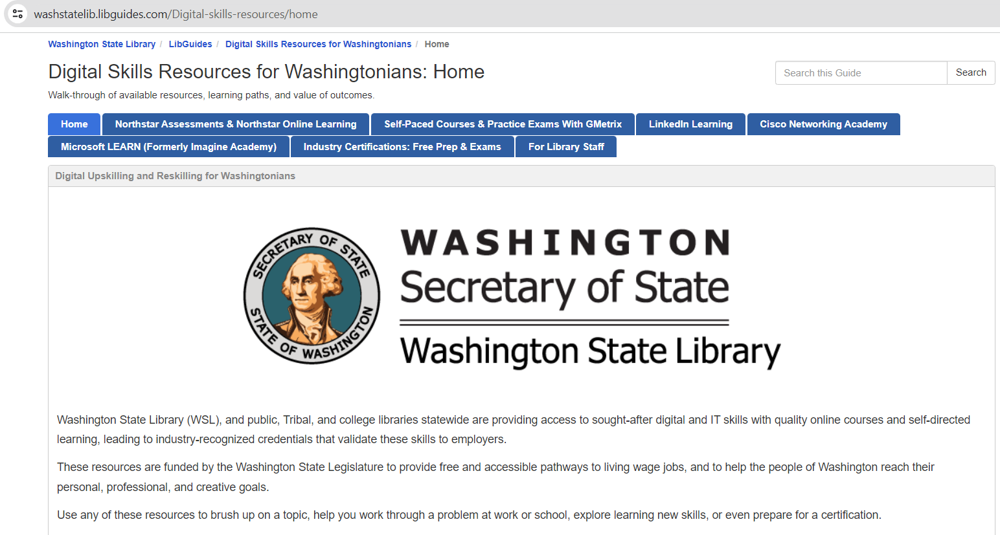 washstatelib.libguides.com/Digital-skills-resources/home
Washington State Library / LibGuides / Digital Skills Resources for Washingtonians / Home
Digital Skills Resources for Washingtonians: Home
Search this Guide
Search
Walk-through of available resources, learning paths, and value of outcomes.
Home
Northstar Assessments & Northstar Online Learning
Self-Paced Courses & Practice Exams With GMetrix
LinkedIn Learning
Cisco Networking Academy
Microsoft LEARN (Formerly Imagine Academy)
Industry Certifications: Free Prep & Exams
For Library Staff
Digital Upskilling and Reskilling for Washingtonians
SECRETARY OF STATE
STATE OF WASHINGTON
WASHINGTON
Secretary of State
Washington State Library
Washington State Library (WSL), and public, Tribal, and college libraries statewide are providing access to sought-after digital and IT skills with quality online courses and self-directed
learning, leading to industry-recognized credentials that validate these skills to employers.
These resources are funded by the Washington State Legislature to provide free and accessible pathways to living wage jobs, and to help the people of Washington reach their
personal, professional, and creative goals.
Use any of these resources to brush up on a topic, help you work through a problem at work or school, explore learning new skills, or even prepare for a certification.